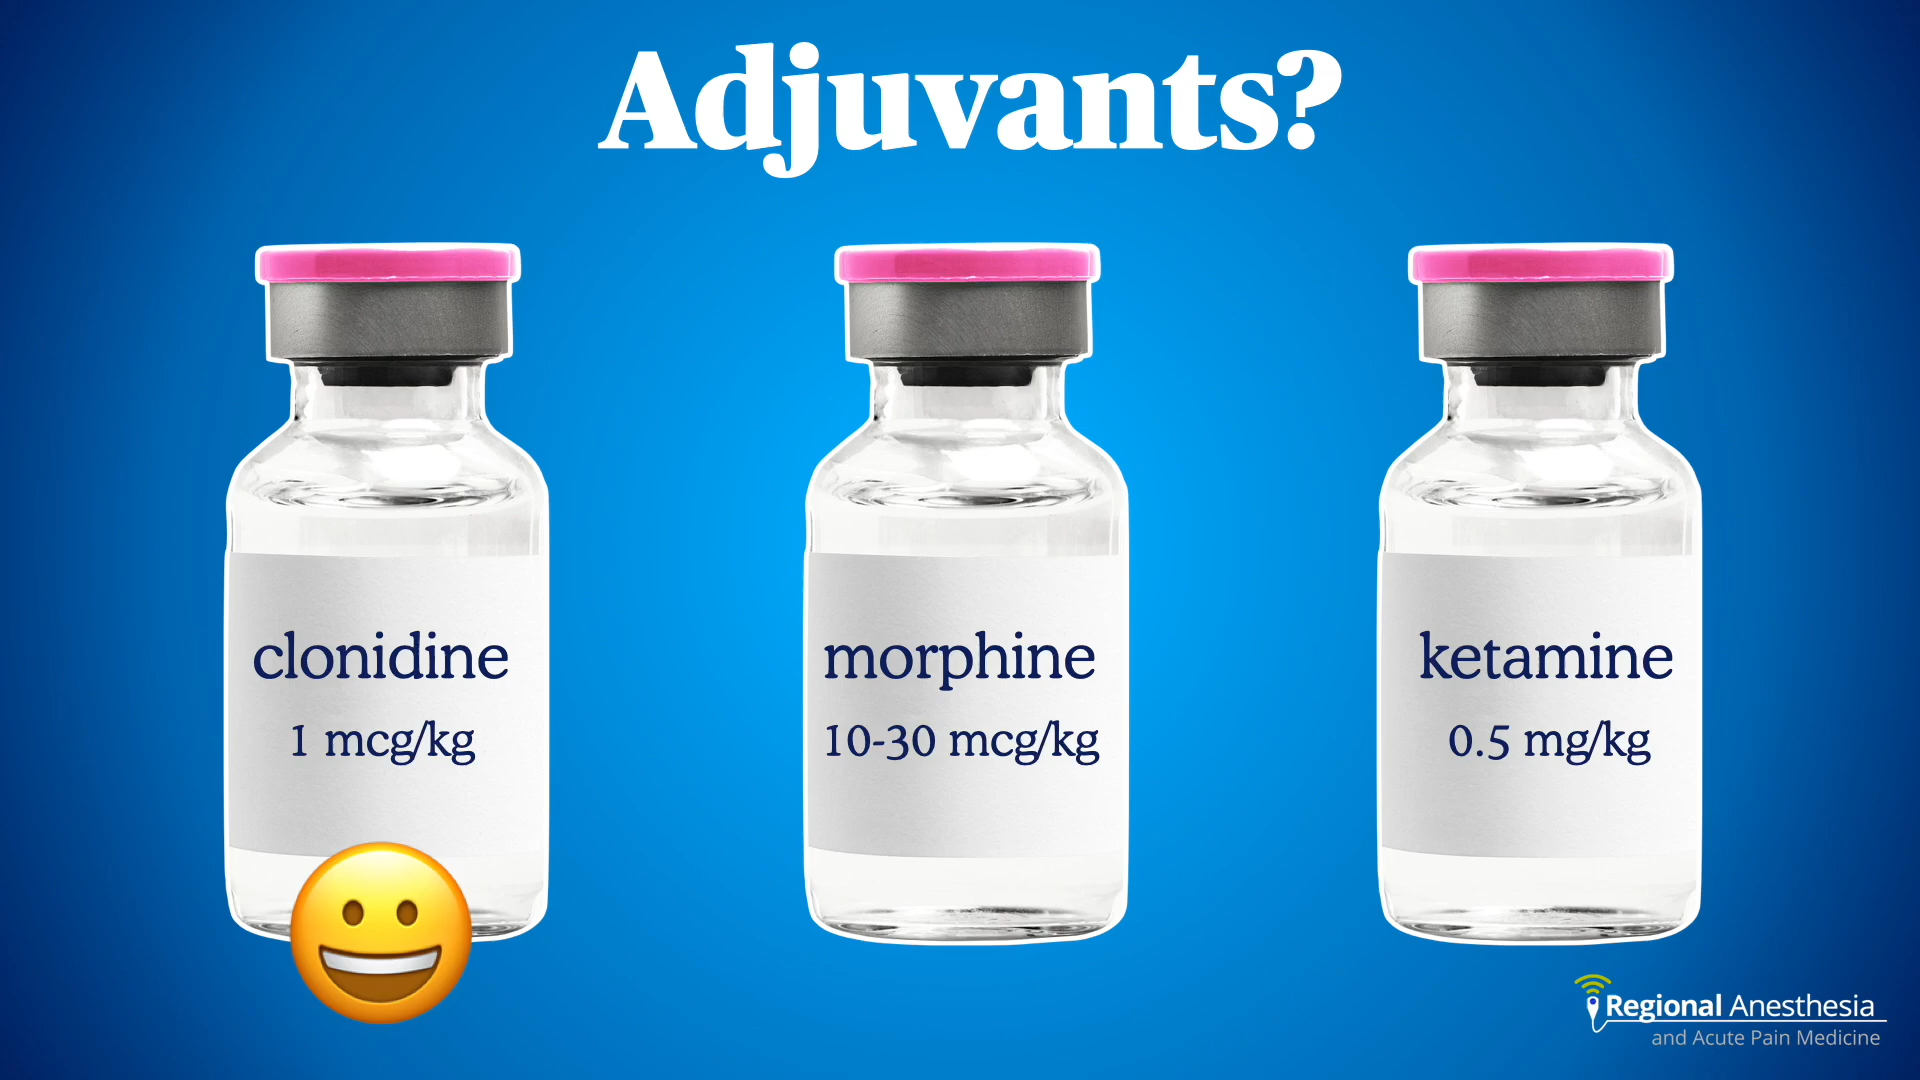 Adjuvants?
clonidine
1 mcg/kg
morphine
10-30 mcg/kg
ketamine
0.5 mg/kg
Regional Anesthesia
and Acute Pain Medicine